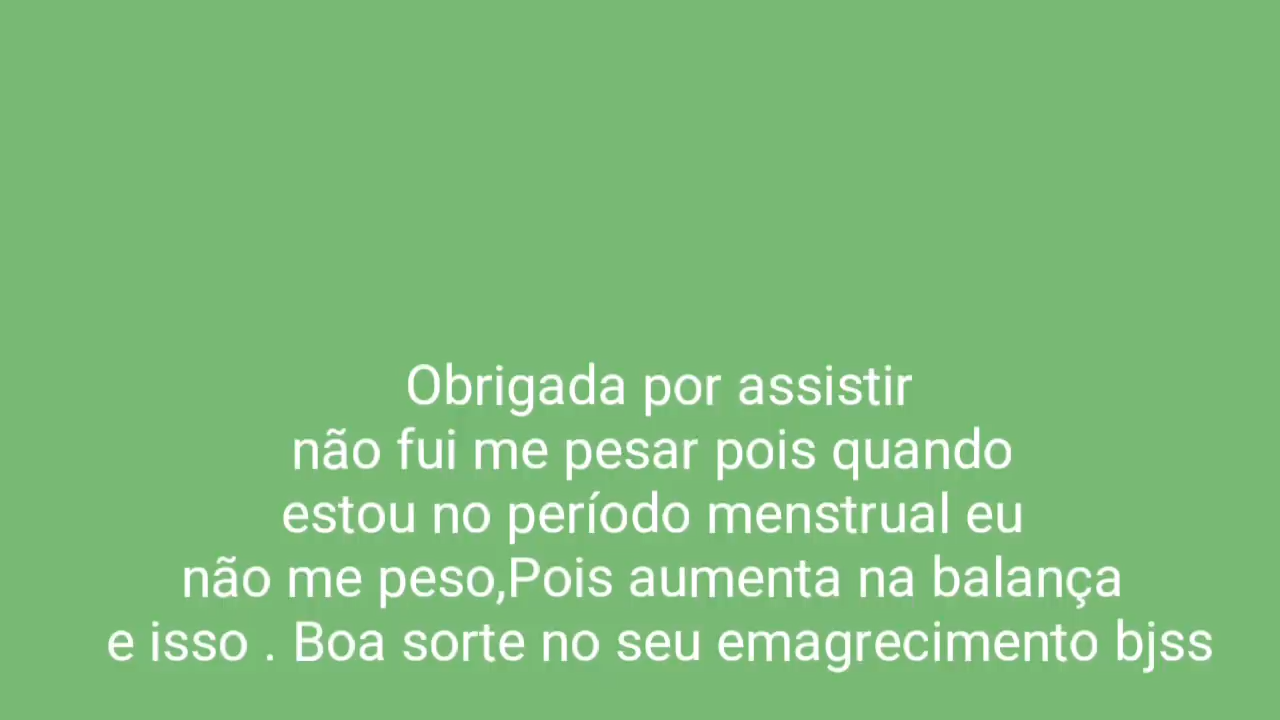 Obrigada por assistir
não fui me pesar pois quando
estou no período menstrual eu
não me peso,Pois aumenta na balança
e isso . Boa sorte no seu emagrecimento bjss